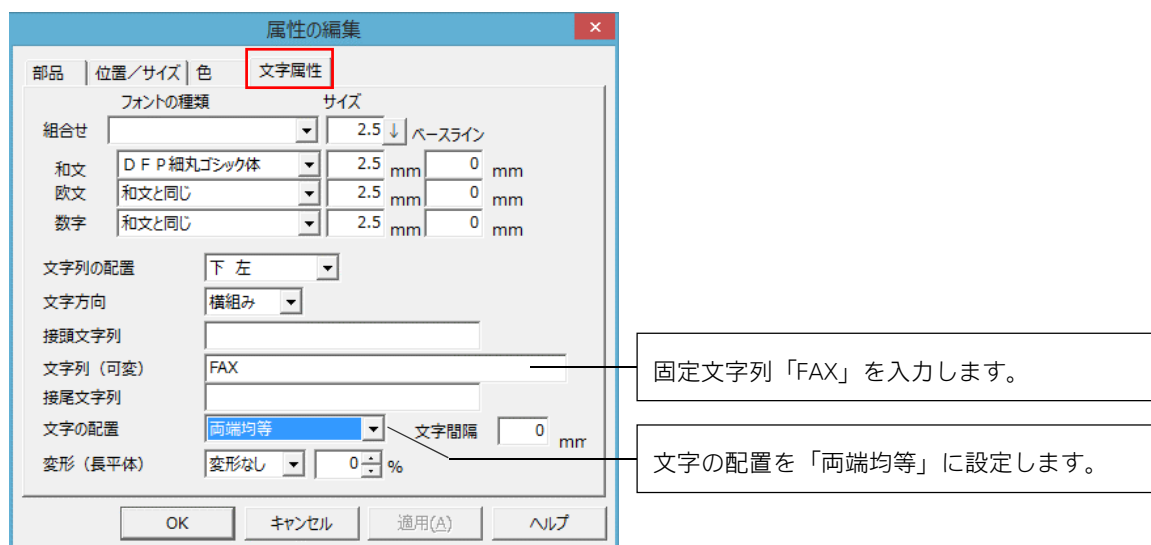 属性の編集
部品 位置／サイズ 色 文字属性
フォントの種類 サイズ
組合せ 2.5 ↓ ベースライン
和文 ＤＦＰ細丸ゴシック体 2.5 mm 0 mm
欧文 和文と同じ 2.5 mm 0 mm
数字 和文と同じ 2.5 mm 0 mm
文字列の配置 下 左
文字方向 横組み
接頭文字列
文字列（可変） FAX
固定文字列「FAX」を入力します。
接尾文字列
文字の配置 両端均等 文字間隔 0 mm
文字の配置を「両端均等」に設定します。
変形（長平体） 変形なし 0 %
OK キャンセル 適用(A) ヘルプ